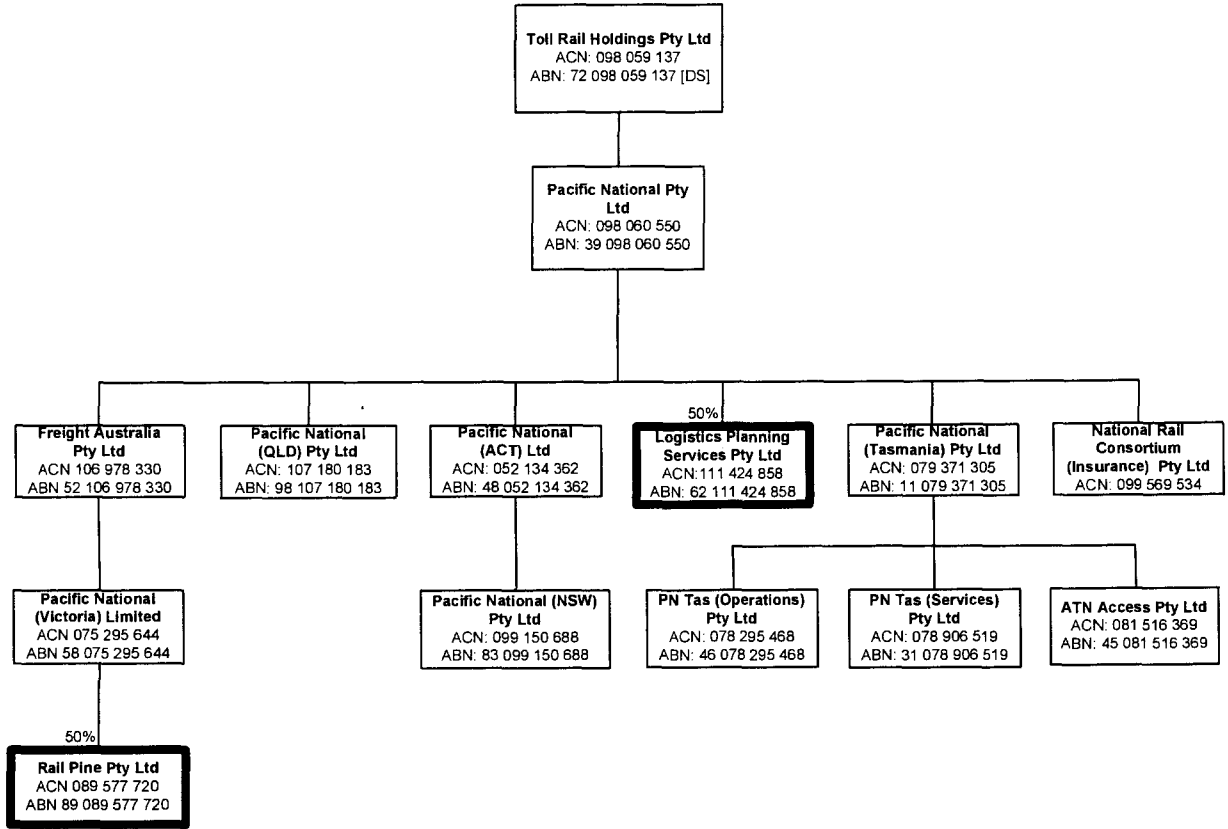 Toll Rail Holdings Pty Ltd
ACN: 098 059 137
ABN: 72 098 059 137 [DS]
Pacific National Pty
Ltd
ACN: 098 060 550
ABN: 39 098 060 550
Freight Australia
Pty Ltd
ACN 106 978 330
ABN 52 106 978 330
Pacific National
(QLD) Pty Ltd
ACN: 107 180 183
ABN: 98 107 180 183
Pacific National
(ACT) Ltd
ACN: 052 134 362
ABN: 48 052 134 362
50%
Logistics Planning
Services Pty Ltd
ACN:111 424 858
ABN: 62 111 424 858
Pacific National
(Tasmania) Pty Ltd
ACN: 079 371 305
ABN: 11 079 371 305
National Rail
Consortium
(Insurance) Pty Ltd
ACN: 099 569 534
Pacific National
(Victoria) Limited
ACN 075 295 644
ABN 58 075 295 644
Pacific National (NSW)
Pty Ltd
ACN: 099 150 688
ABN: 83 099 150 688
PN Tas (Operations)
Pty Ltd
ACN: 078 295 468
ABN: 46 078 295 468
PN Tas (Services)
Pty Ltd
ACN: 078 906 519
ABN: 31 078 906 519
ATN Access Pty Ltd
ACN: 081 516 369
ABN: 45 081 516 369
50%
Rail Pine Pty Ltd
ACN 089 577 720
ABN 89 089 577 720